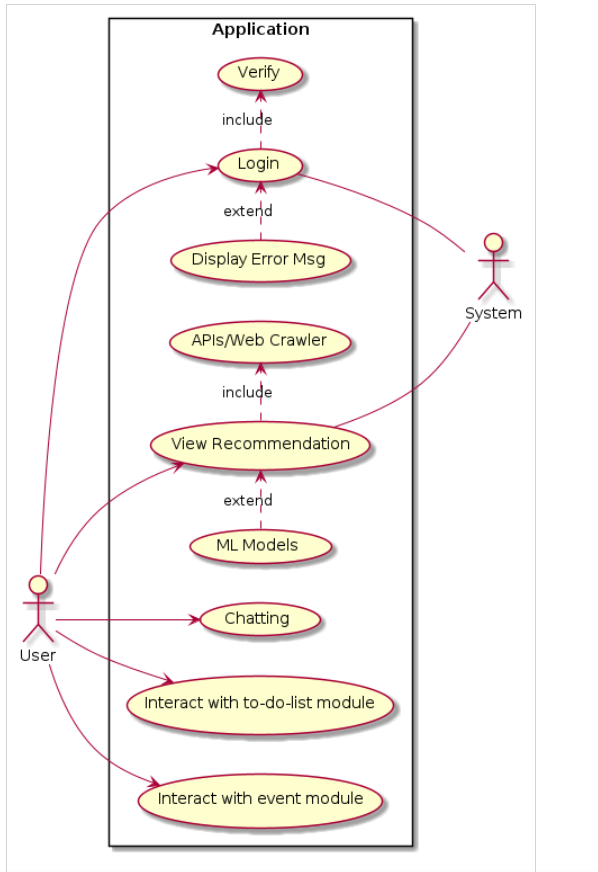 Application
Verify
include
Login
extend
Display Error Msg
System
APIs/Web Crawler
include
View Recommendation
extend
ML Models
Chatting
User
Interact with to-do-list module
Interact with event module